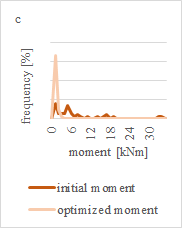 c
frequency [%]
0 6 12 18 24 30
moment [kNm]
initial moment
optimized moment